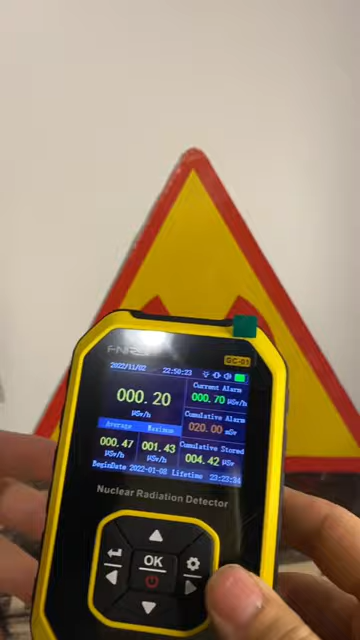 FNIRSI
GC-01
2022/11/02 22:50:23
000.20
μSv/h
Current Alarm
000.70 μSv/h
Cumulative Alarm
020.00 mSv
Average Maximum
000.47 001.43
μSv/h μSv/h
Cumulative Stored
004.42 μSv
BeginDate 2022-01-08 Lifetime 23:23:34
Nuclear Radiation Detector
OK